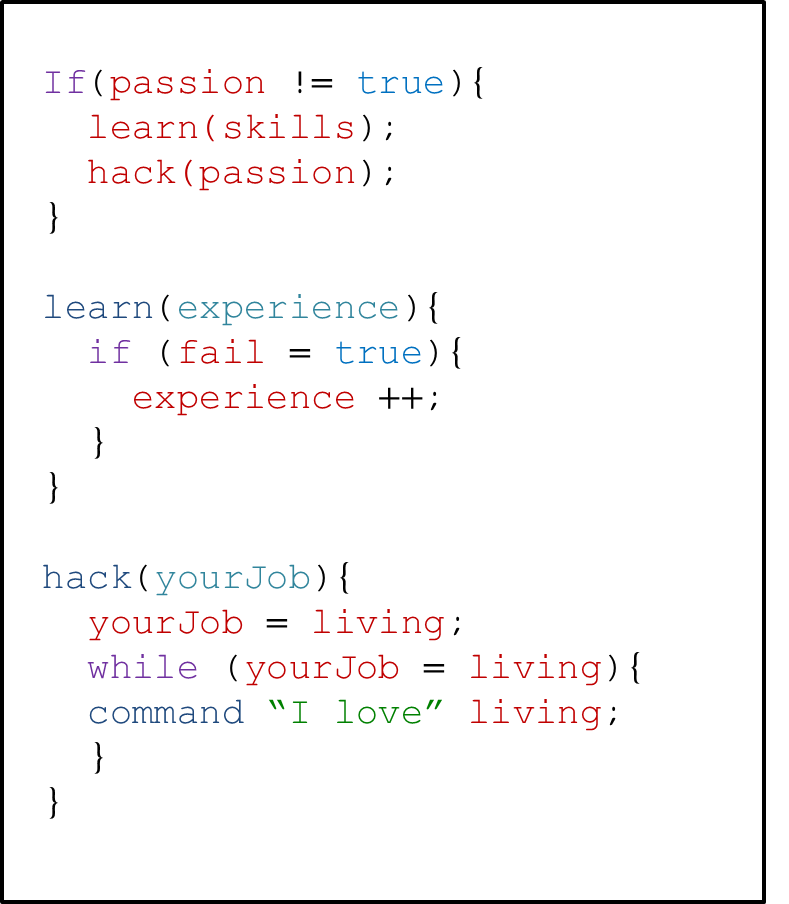 If(passion != true){
  learn(skills);
  hack(passion);
}

learn(experience){
  if (fail = true){
    experience ++;
  }
}

hack(yourJob){
  yourJob = living;
  while (yourJob = living){
  command “I love” living;
  }
}